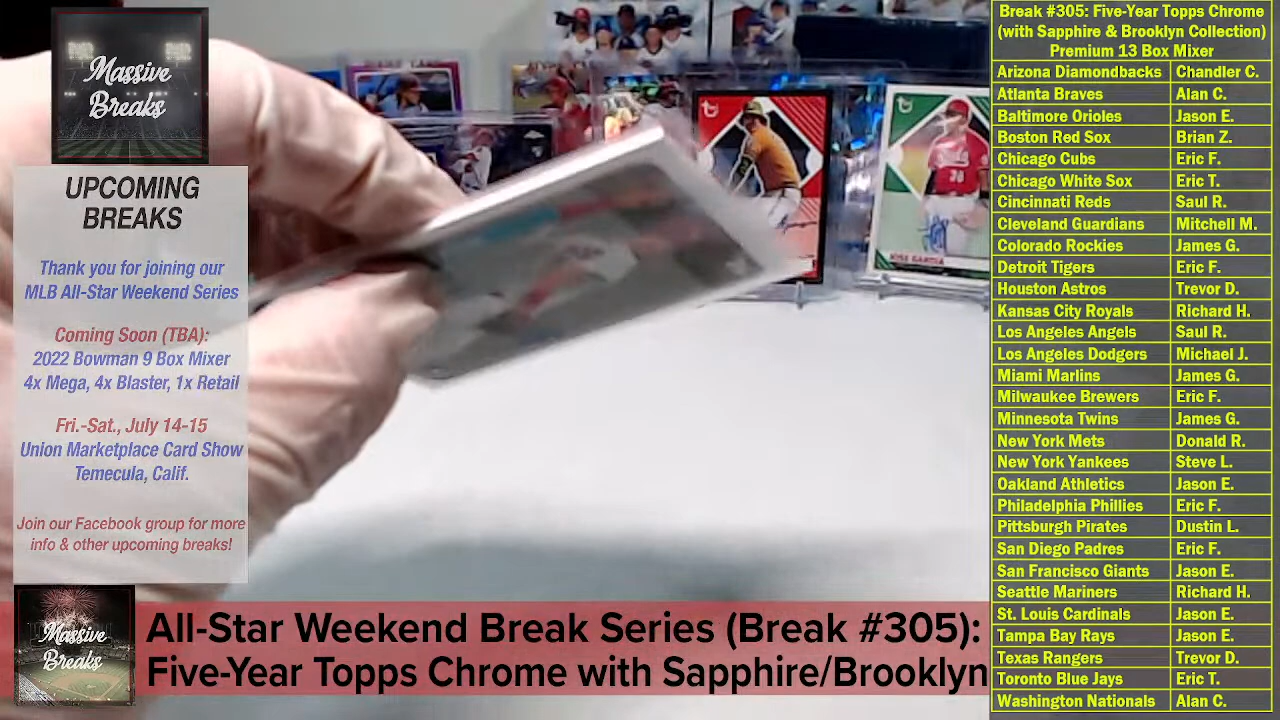 Massive
Breaks
UPCOMING
BREAKS
Thank you for joining our
MLB All-Star Weekend Series
Coming Soon (TBA):
2022 Bowman 9 Box Mixer
4x Mega, 4x Blaster, 1x Retail
Fri.-Sat., July 14-15
Union Marketplace Card Show
Temecula, Calif.
Join our Facebook group for more
info & other upcoming breaks!
Massive
Breaks
All-Star Weekend Break Series (Break #305):
Five-Year Topps Chrome with Sapphire/Brooklyn
Break #305: Five-Year Topps Chrome
(with Sapphire & Brooklyn Collection)
Premium 13 Box Mixer
Arizona Diamondbacks Chandler C.
Atlanta Braves Alan C.
Baltimore Orioles Jason E.
Boston Red Sox Brian Z.
Chicago Cubs Eric F.
Chicago White Sox Eric T.
Cincinnati Reds Saul R.
Cleveland Guardians Mitchell M.
Colorado Rockies James G.
Detroit Tigers Eric F.
Houston Astros Trevor D.
Kansas City Royals Richard H.
Los Angeles Angels Saul R.
Los Angeles Dodgers Michael J.
Miami Marlins James G.
Milwaukee Brewers Eric F.
Minnesota Twins James G.
New York Mets Donald R.
New York Yankees Steve L.
Oakland Athletics Jason E.
Philadelphia Phillies Eric F.
Pittsburgh Pirates Dustin L.
San Diego Padres Eric F.
San Francisco Giants Jason E.
Seattle Mariners Richard H.
St. Louis Cardinals Jason E.
Tampa Bay Rays Jason E.
Texas Rangers Trevor D.
Toronto Blue Jays Eric T.
Washington Nationals Alan C.